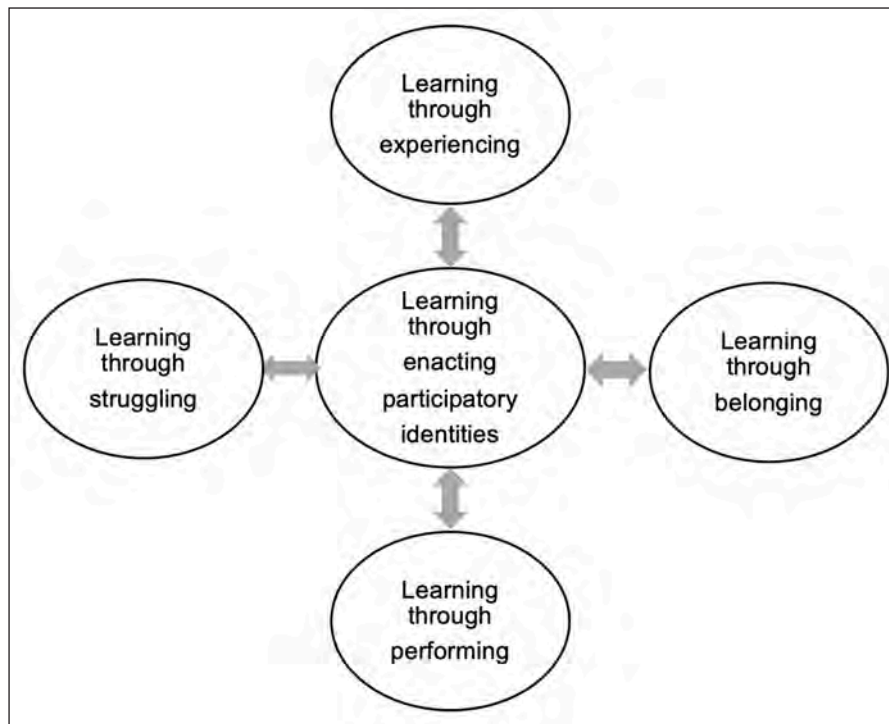 Learning
through
experiencing
Learning
through
struggling
Learning
through
enacting
participatory
identities
Learning
through
belonging
Learning
through
performing